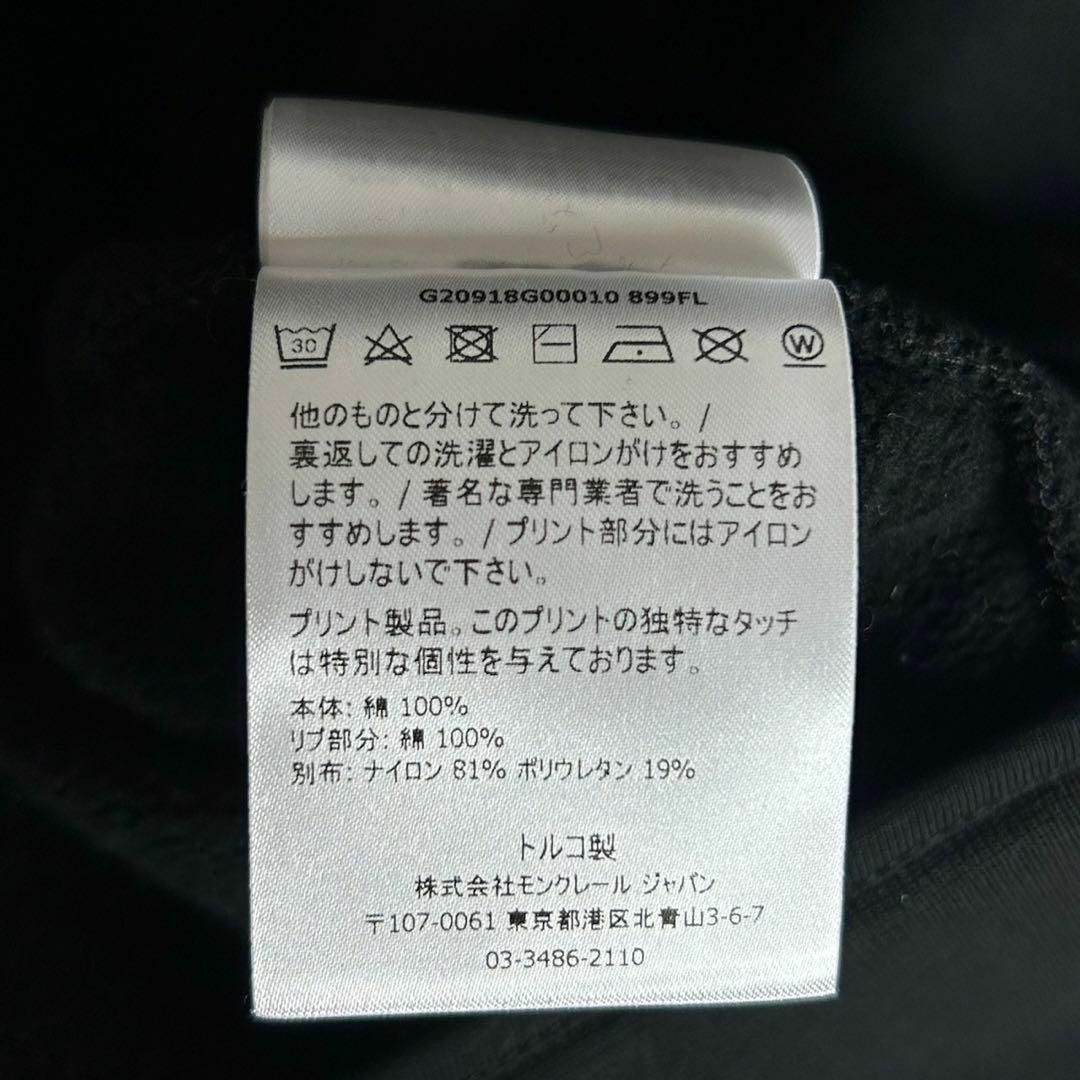 G20918G00010 899FL
30
W
他のものと分けて洗って下さい。/
裏返しての洗濯とアイロンがけをおすすめ
します。/ 著名な専門業者で洗うことをお
すすめします。/ プリント部分にはアイロン
がけしないで下さい。
プリント製品。このプリントの独特なタッチ
は特別な個性を与えております。
本体: 綿 100%
リブ部分: 綿 100%
別布: ナイロン 81% ポリウレタン 19%
トルコ製
株式会社モンクレール ジャパン
〒107-0061 東京都港区北青山3-6-7
03-3486-2110